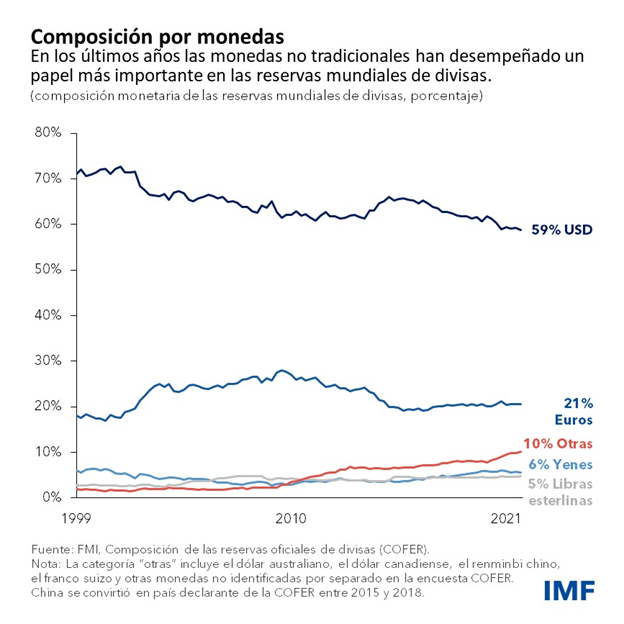 Composición por monedas
En los últimos años las monedas no tradicionales han desempeñado un
papel más importante en las reservas mundiales de divisas.
(composición monetaria de las reservas mundiales de divisas, porcentaje)
80%
70%
60%
59% USD
50%
40%
30%
20%
21%
Euros
10%
10% Otras
6% Yenes
5% Libras
esterlinas
0%
1999
2010
2021
Fuente: FMI, Composición de las reservas oficiales de divisas (COFER).
Nota: La categoría "otras" incluye el dólar australiano, el dólar canadiense, el renminbi chino,
el franco suizo y otras monedas no identificadas por separado en la encuesta COFER.
China se convirtió en país declarante de la COFER entre 2015 y 2018.
IMF